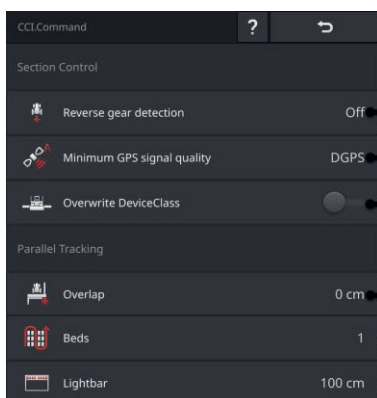 CCI.Command ?
Section Control
Reverse gear detection Off
Minimum GPS signal quality DGPS
Overwrite DeviceClass
Parallel Tracking
Overlap 0 cm
Beds 1
Lightbar 100 cm